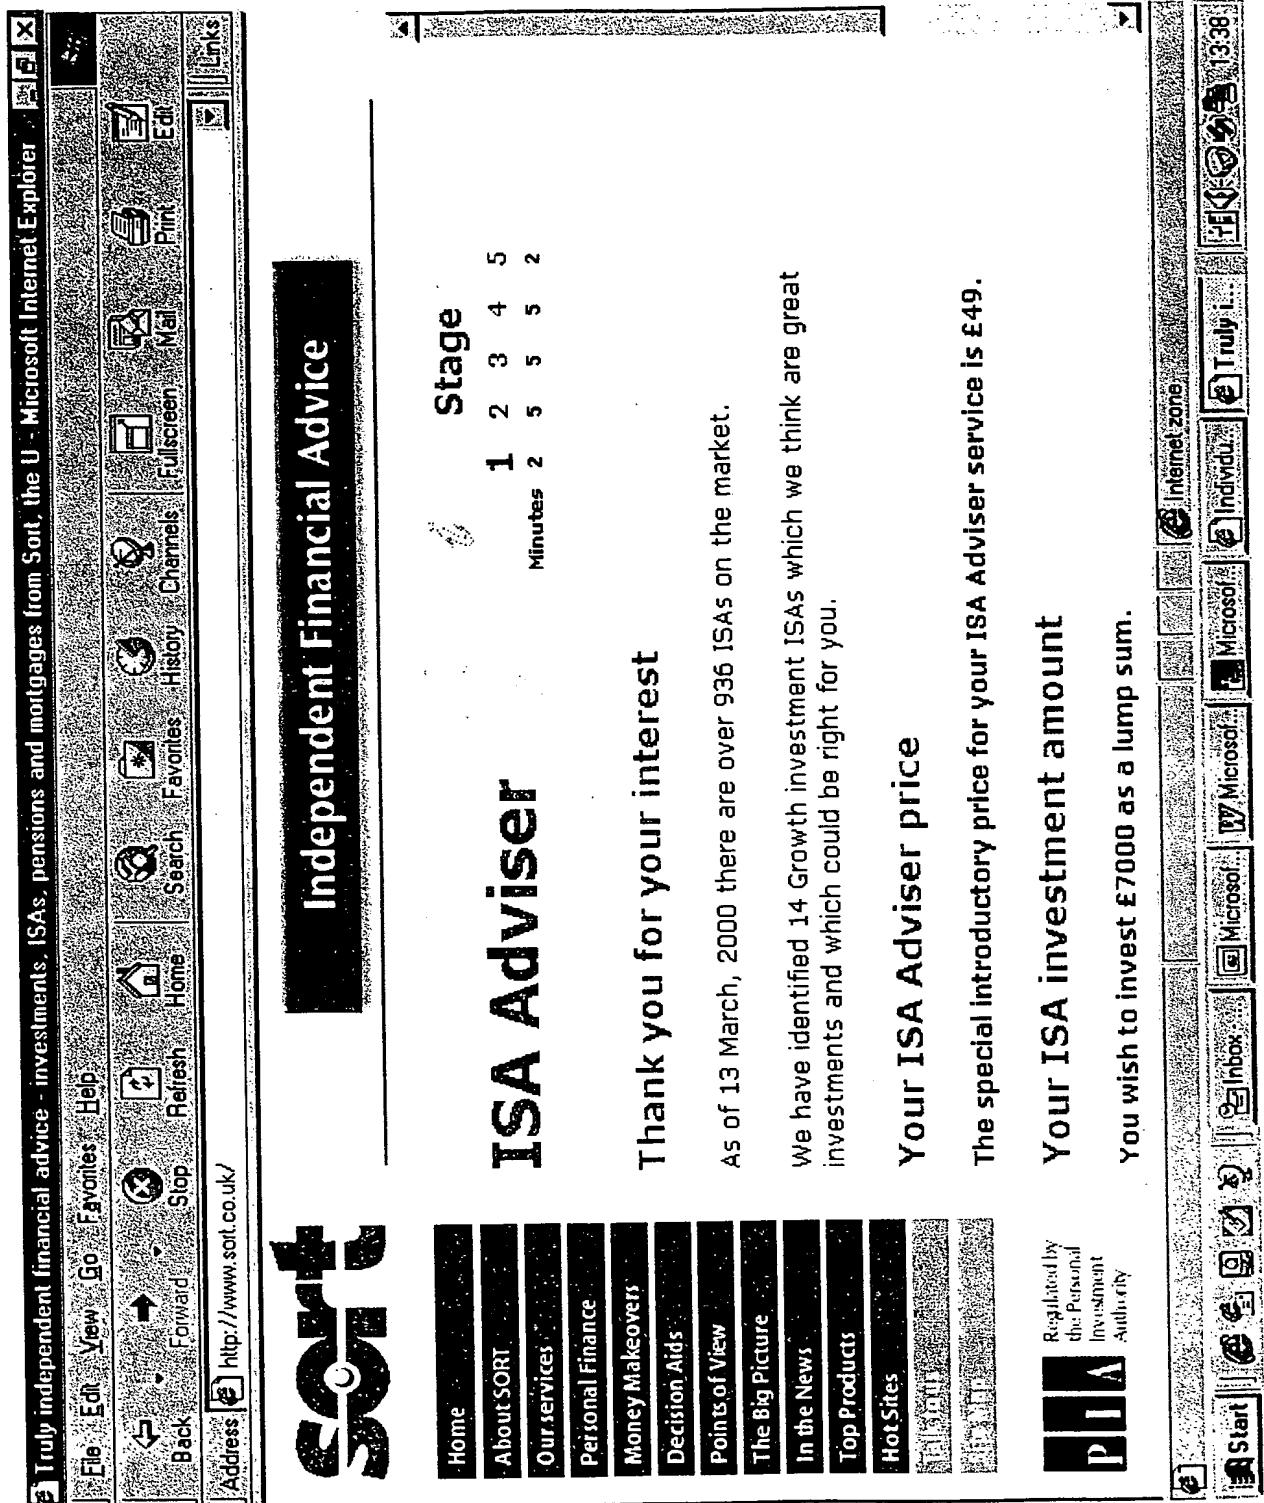 Truly independent financial advice - investments, ISAs, pensions and mortgages from Sort, the U - Microsoft Internet Explorer
File Edit View Go Favorites Help
Back Forward Stop Refresh Home Search Favorites History Channels Fullscreen Mail Print Edit
Address http://www.sort.co.uk/ Links
sort
Independent Financial Advice
Home
About SORT
Our services
Personal Finance
Money Makeovers
Decision Aids
Points of View
The Big Picture
In the News
Top Products
Hot Sites
PIA
Regulated by
the Personal
Investment
Authority
ISA Adviser
Stage
1 2 3 4 5
Minutes 2 5 5 5 2
Thank you for your interest
As of 13 March, 2000 there are over 936 ISAs on the market.
We have identified 14 Growth investment ISAs which we think are great
investments and which could be right for you.
Your ISA Adviser price
The special introductory price for your ISA Adviser service is £49.
Your ISA investment amount
You wish to invest £7000 as a lump sum.
Internet zone
Start Inbox - ... Microsof... Microsof... Microsof... Individu... Truly i... 13:38